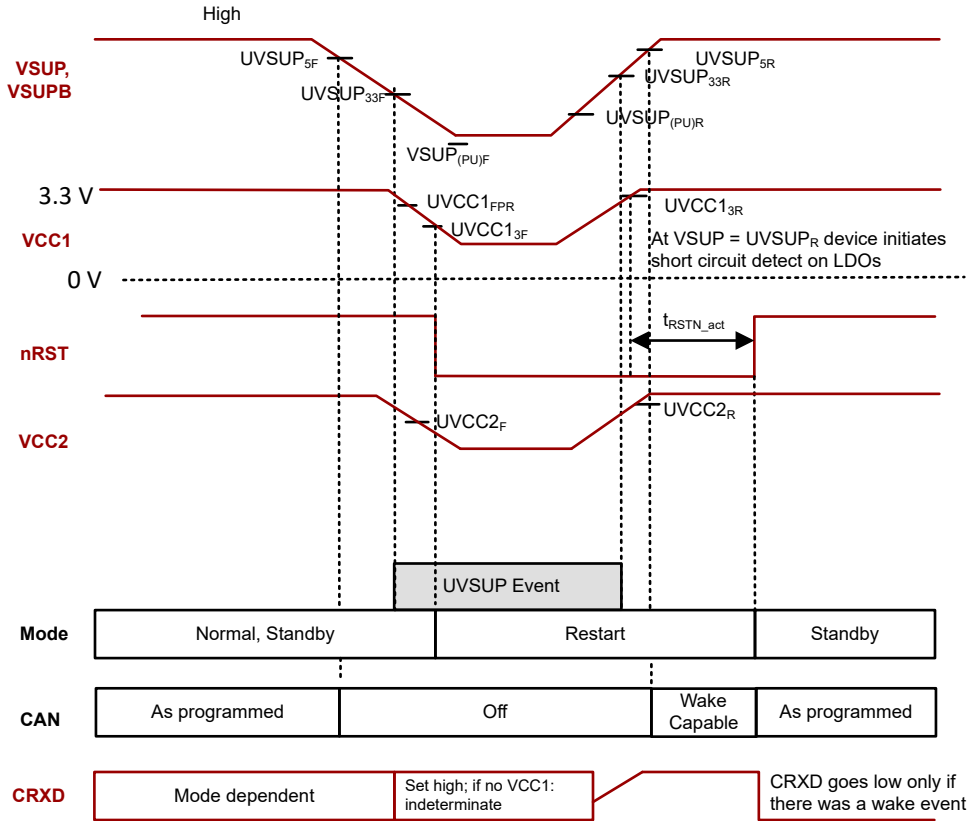 High
VSUP,
VSUPB
UVSUP5F
UVSUP33F
VSUP(PU)F
UVSUP5R
UVSUP33R
UVSUP(PU)R
3.3 V
VCC1
0 V
UVCC1FPR
UVCC13F
UVCC13R
At VSUP = UVSUPR device initiates
short circuit detect on LDOs
nRST
tRSTN_act
VCC2
UVCC2F
UVCC2R
UVSUP Event
Mode
Normal, Standby
Restart
Standby
CAN
As programmed
Off
Wake
Capable
As programmed
CRXD
Mode dependent
Set high; if no VCC1:
indeterminate
CRXD goes low only if
there was a wake event